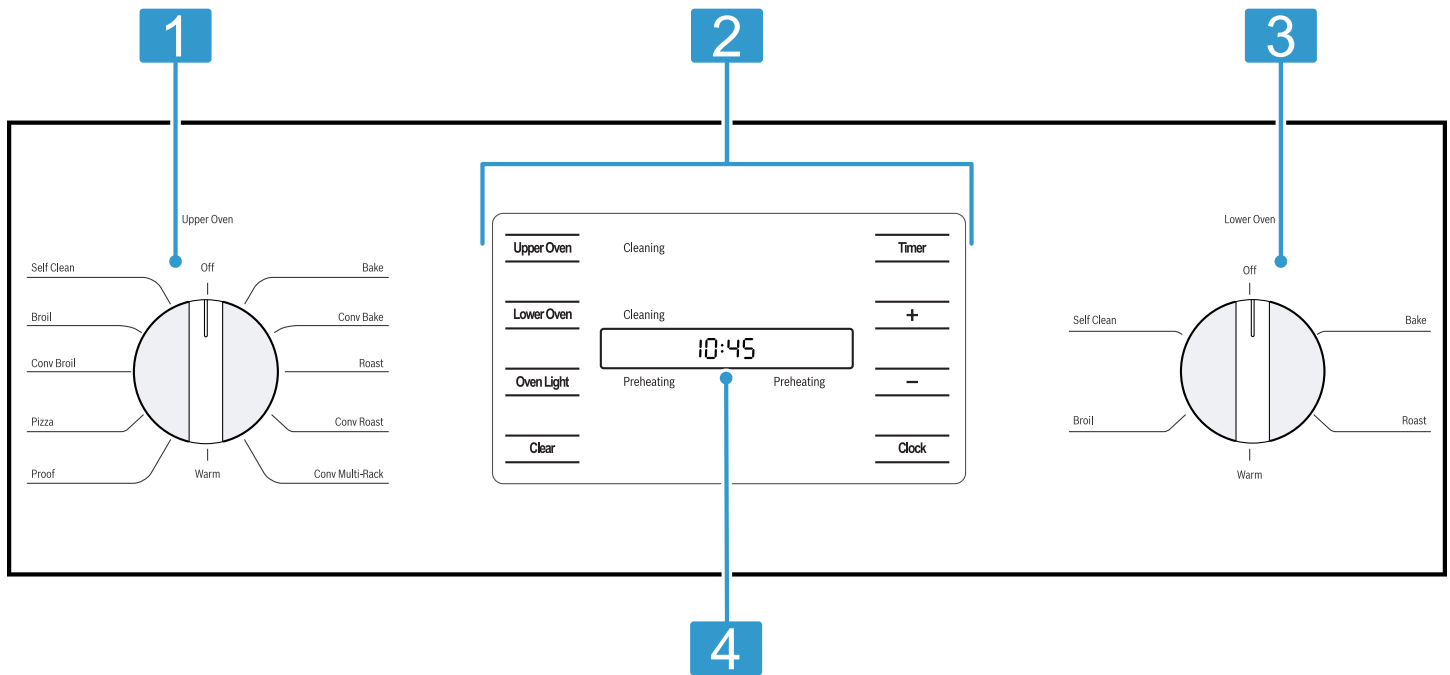 1
2
3
Upper Oven
Lower Oven
Self Clean
Off
Bake
Broil
Conv Bake
Conv Broil
Roast
Pizza
Conv Roast
Proof
Warm
Conv Multi-Rack
Upper Oven
Cleaning
Timer
Lower Oven
Cleaning
+
10:45
Oven Light
Preheating
Preheating
−
Clear
Clock
Off
Self Clean
Bake
Broil
Roast
Warm
4